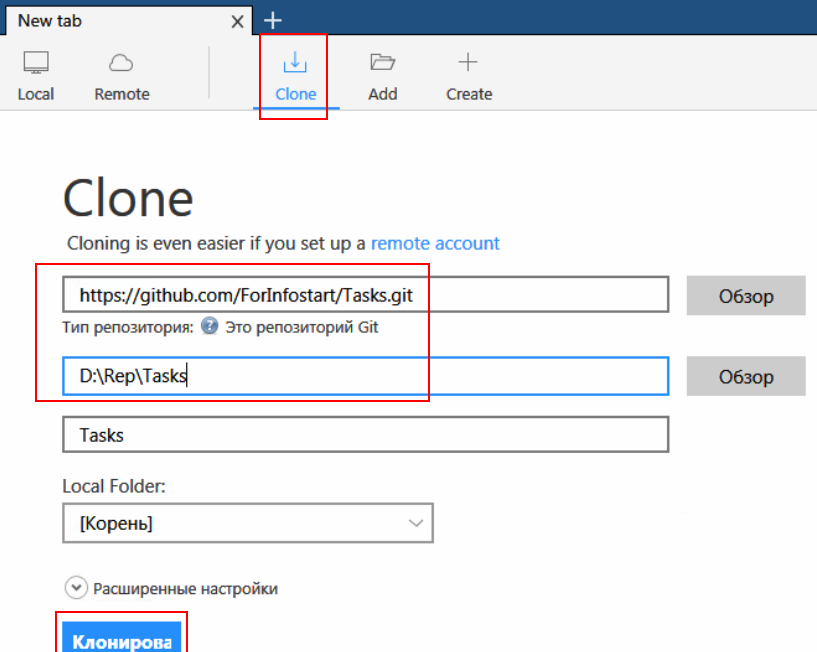 New tab
Local Remote Clone Add Create
Clone
Cloning is even easier if you set up a remote account
https://github.com/ForInfostart/Tasks.git Обзор
Тип репозитория: ? Это репозиторий Git
D:\Rep\Tasks Обзор
Tasks
Local Folder:
[Корень]
Расширенные настройки
Клонирова